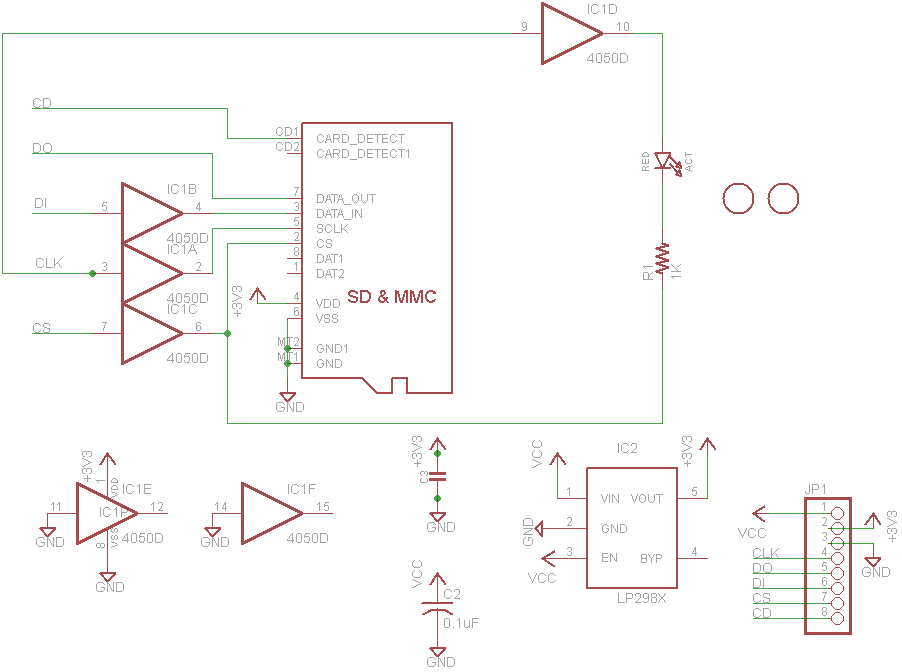 IC1D
9
10
4050D
CD
CD1
CARD_DETECT
CD2
CARD_DETECT1
DO
RED
ACT
7
DATA_OUT
IC1B
DI
5
4
3
DATA_IN
5
SCLK
4050D
2
CS
IC1A
8
DAT1
CLK
3
2
1
DAT2
R1
1K
4050D
+3V3
4
VDD
SD & MMC
IC1C
6
VSS
CS
7
6
MT2
GND1
4050D
MT1
GND
GND
+3V3
1
VDD
IC1E
11
IC1P
12
GND
VSS
4050D
8
GND
14
IC1F
15
GND
4050D
+3V3
C3
GND
VCC
C2
0.1uF
GND
VCC
IC2
+3V3
1
VIN
VOUT
5
GND
2
GND
3
EN
BYP
4
VCC
LP298X
JP1
1
VCC
2
+3V3
3
CLK
4
GND
DO
5
DI
6
CS
7
CD
8